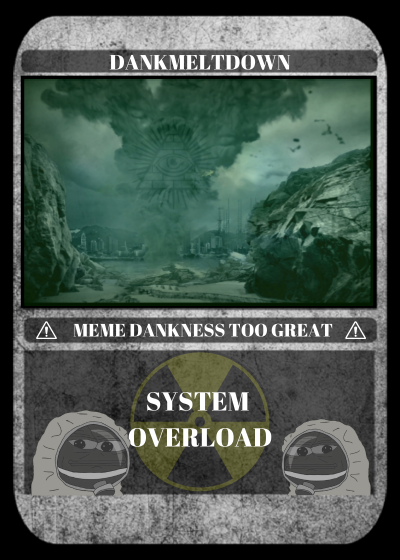 DANKMELTDOWN
MEME DANKNESS TOO GREAT
SYSTEM
OVERLOAD